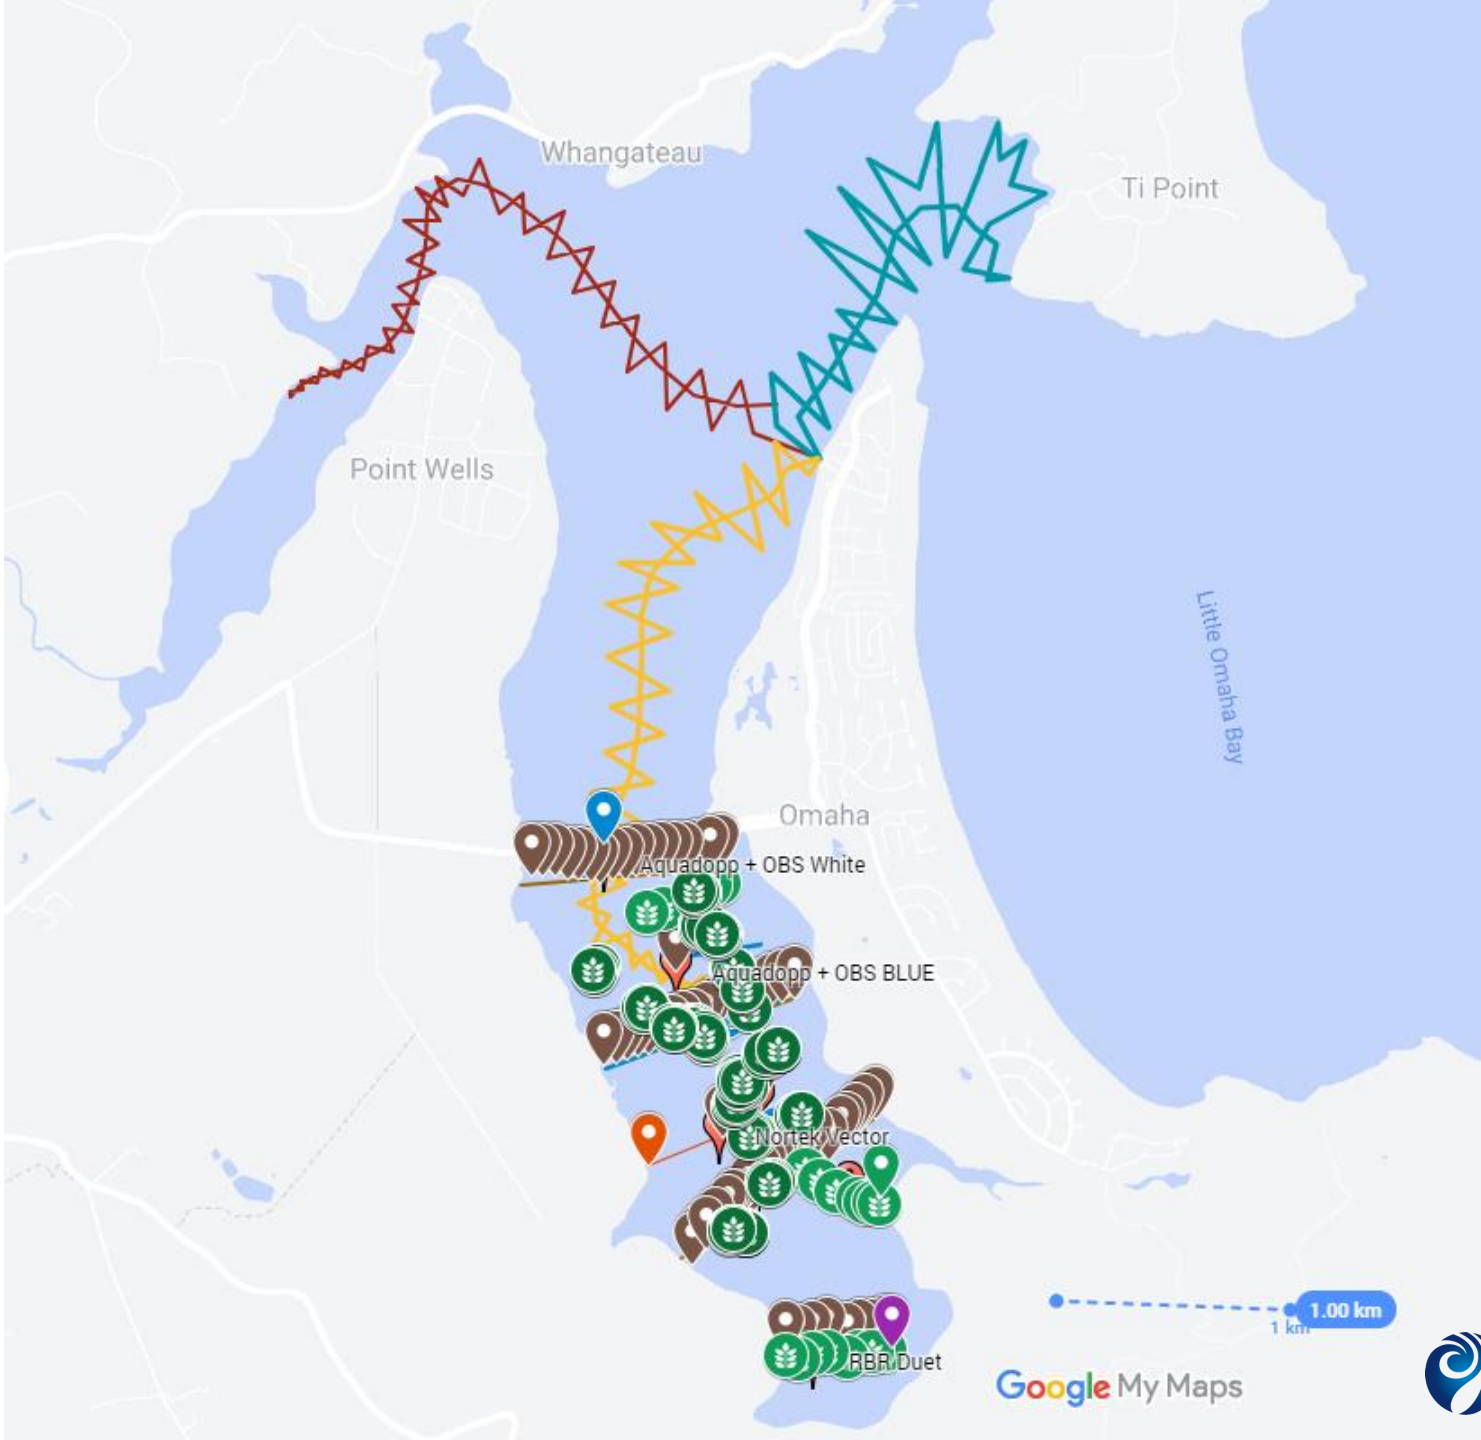 Whangateau
Ti Point
Point Wells
Little Omaha Bay
Omaha
Aquadopp + OBS White
Aquadopp + OBS BLUE
Nortek Vector
1.00 km
1 km
RBR Duet
Google My Maps